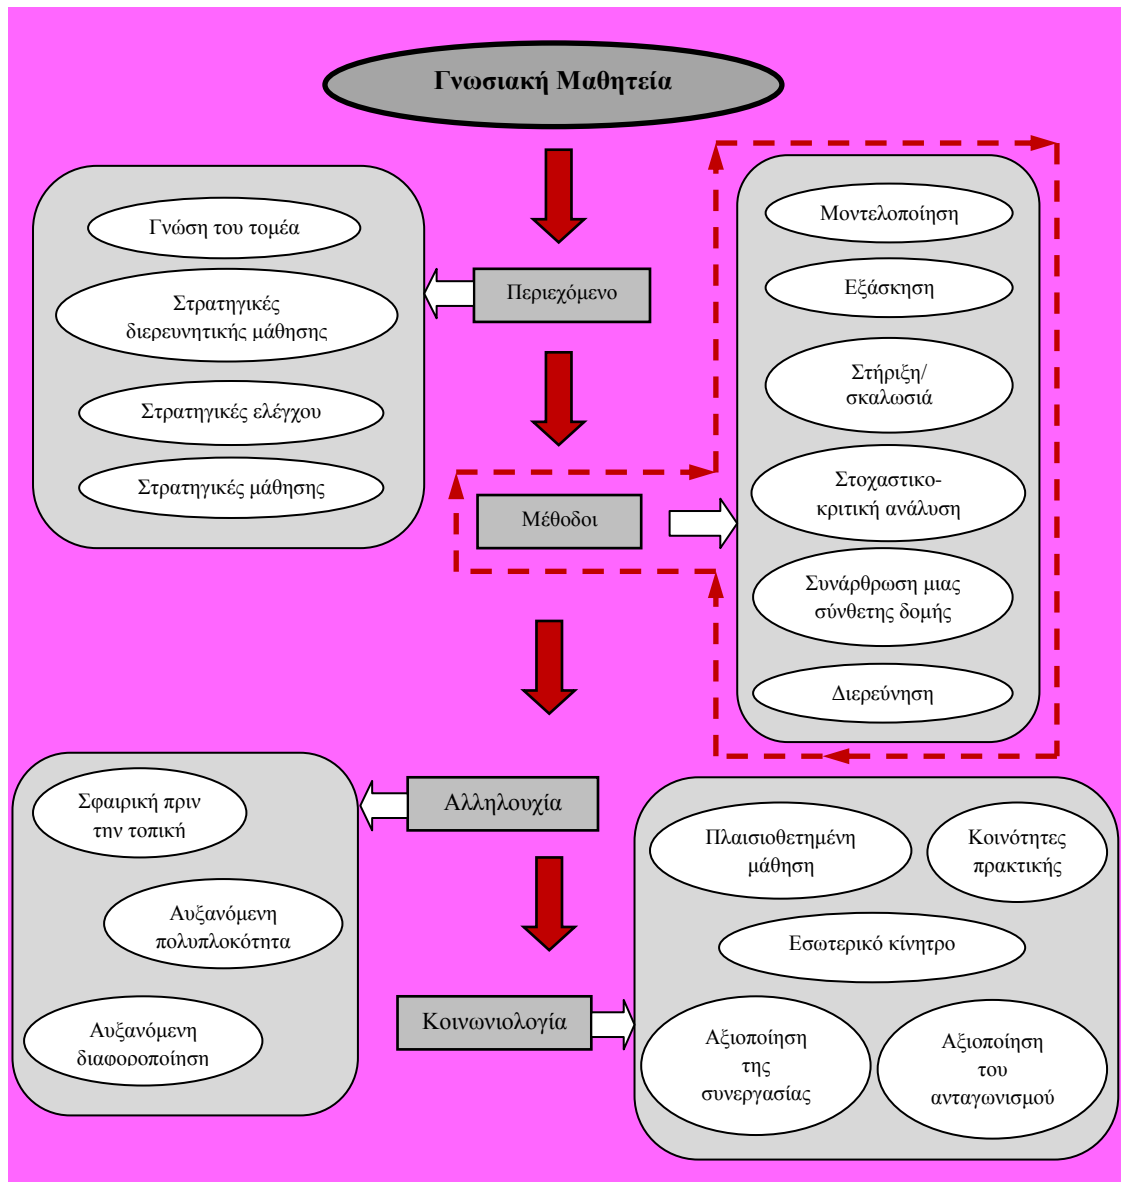 Γνωσιακή Μαθητεία
Περιεχόμενο
Γνώση του τομέα
Στρατηγικές
διερευνητικής μάθησης
Στρατηγικές ελέγχου
Στρατηγικές μάθησης
Μέθοδοι
Μοντελοποίηση
Εξάσκηση
Στήριξη/
σκαλωσιά
Στοχαστικο-
κριτική ανάλυση
Συνάρθρωση μιας
σύνθετης δομής
Διερεύνηση
Αλληλουχία
Σφαιρική πριν
την τοπική
Αυξανόμενη
πολυπλοκότητα
Αυξανόμενη
διαφοροποίηση
Κοινωνιολογία
Πλαισιοθετημένη
μάθηση
Κοινότητες
πρακτικής
Εσωτερικό κίνητρο
Αξιοποίηση
της
συνεργασίας
Αξιοποίηση
του
ανταγωνισμού